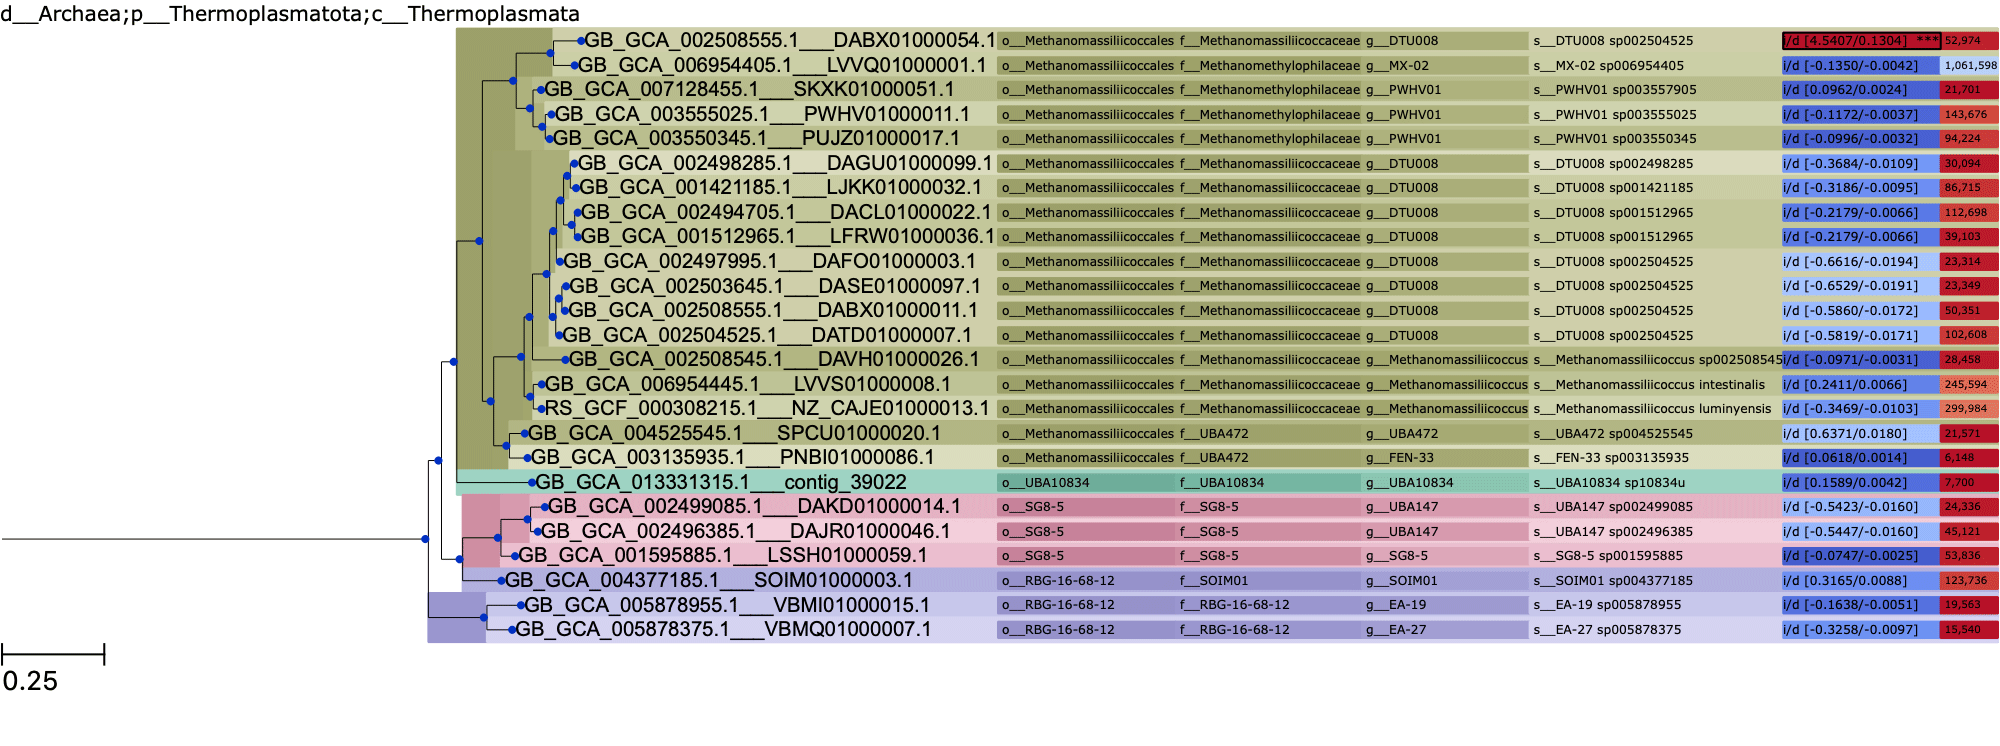 d__Archaea;p__Thermoplasmatota;c__Thermoplasmata
GB_GCA_002508555.1___DABX01000054.1 o__Methanomassiliicoccales f__Methanomassiliicoccaceae g__DTU008 s__DTU008 sp002504525 i/d [4.5407/0.1304] *** 52,974
GB_GCA_006954405.1___LVVQ01000001.1 o__Methanomassiliicoccales f__Methanomethylophilaceae g__MX-02 s__MX-02 sp006954405 i/d [-0.1350/-0.0042] 1,061,598
GB_GCA_007128455.1___SKXK01000051.1 o__Methanomassiliicoccales f__Methanomethylophilaceae g__PWHV01 s__PWHV01 sp003557905 i/d [0.0962/0.0024] 21,701
GB_GCA_003555025.1___PWHV01000011.1 o__Methanomassiliicoccales f__Methanomethylophilaceae g__PWHV01 s__PWHV01 sp003555025 i/d [-0.1172/-0.0037] 143,676
GB_GCA_003550345.1___PUJZ01000017.1 o__Methanomassiliicoccales f__Methanomethylophilaceae g__PWHV01 s__PWHV01 sp003550345 i/d [-0.0996/-0.0032] 94,224
GB_GCA_002498285.1___DAGU01000099.1 o__Methanomassiliicoccales f__Methanomassiliicoccaceae g__DTU008 s__DTU008 sp002498285 i/d [-0.3684/-0.0109] 30,094
GB_GCA_001421185.1___LJKK01000032.1 o__Methanomassiliicoccales f__Methanomassiliicoccaceae g__DTU008 s__DTU008 sp001421185 i/d [-0.3186/-0.0095] 86,715
GB_GCA_002494705.1___DACL01000022.1 o__Methanomassiliicoccales f__Methanomassiliicoccaceae g__DTU008 s__DTU008 sp001512965 i/d [-0.2179/-0.0066] 112,698
GB_GCA_001512965.1___LFRW01000036.1 o__Methanomassiliicoccales f__Methanomassiliicoccaceae g__DTU008 s__DTU008 sp001512965 i/d [-0.2179/-0.0066] 39,103
GB_GCA_002497995.1___DAFO01000003.1 o__Methanomassiliicoccales f__Methanomassiliicoccaceae g__DTU008 s__DTU008 sp002504525 i/d [-0.6616/-0.0194] 23,314
GB_GCA_002503645.1___DASE01000097.1 o__Methanomassiliicoccales f__Methanomassiliicoccaceae g__DTU008 s__DTU008 sp002504525 i/d [-0.6529/-0.0191] 23,349
GB_GCA_002508555.1___DABX01000011.1 o__Methanomassiliicoccales f__Methanomassiliicoccaceae g__DTU008 s__DTU008 sp002504525 i/d [-0.5860/-0.0172] 50,351
GB_GCA_002504525.1___DATD01000007.1 o__Methanomassiliicoccales f__Methanomassiliicoccaceae g__DTU008 s__DTU008 sp002504525 i/d [-0.5819/-0.0171] 102,608
GB_GCA_002508545.1___DAVH01000026.1 o__Methanomassiliicoccales f__Methanomassiliicoccaceae g__Methanomassiliicoccus s__Methanomassiliicoccus sp002508545 i/d [-0.0971/-0.0031] 28,458
GB_GCA_006954445.1___LVVS01000008.1 o__Methanomassiliicoccales f__Methanomassiliicoccaceae g__Methanomassiliicoccus s__Methanomassiliicoccus intestinalis i/d [0.2411/0.0066] 245,594
RS_GCF_000308215.1___NZ_CAJE01000013.1 o__Methanomassiliicoccales f__Methanomassiliicoccaceae g__Methanomassiliicoccus s__Methanomassiliicoccus luminyensis i/d [-0.3469/-0.0103] 299,984
GB_GCA_004525545.1___SPCU01000020.1 o__Methanomassiliicoccales f__UBA472 g__UBA472 s__UBA472 sp004525545 i/d [0.6371/0.0180] 21,571
GB_GCA_003135935.1___PNBI01000086.1 o__Methanomassiliicoccales f__UBA472 g__FEN-33 s__FEN-33 sp003135935 i/d [0.0618/0.0014] 6,148
GB_GCA_013331315.1___contig_39022 o__UBA10834 f__UBA10834 g__UBA10834 s__UBA10834 sp10834u i/d [0.1589/0.0042] 7,700
GB_GCA_002499085.1___DAKD01000014.1 o__SG8-5 f__SG8-5 g__UBA147 s__UBA147 sp002499085 i/d [-0.5423/-0.0160] 24,336
GB_GCA_002496385.1___DAJR01000046.1 o__SG8-5 f__SG8-5 g__UBA147 s__UBA147 sp002496385 i/d [-0.5447/-0.0160] 45,121
GB_GCA_001595885.1___LSSH01000059.1 o__SG8-5 f__SG8-5 g__SG8-5 s__SG8-5 sp001595885 i/d [-0.0747/-0.0025] 53,836
GB_GCA_004377185.1___SOIM01000003.1 o__RBG-16-68-12 f__SOIM01 g__SOIM01 s__SOIM01 sp004377185 i/d [0.3165/0.0088] 123,736
GB_GCA_005878955.1___VBMI01000015.1 o__RBG-16-68-12 f__RBG-16-68-12 g__EA-19 s__EA-19 sp005878955 i/d [-0.1638/-0.0051] 19,563
GB_GCA_005878375.1___VBMQ01000007.1 o__RBG-16-68-12 f__RBG-16-68-12 g__EA-27 s__EA-27 sp005878375 i/d [-0.3258/-0.0097] 15,540
0.25